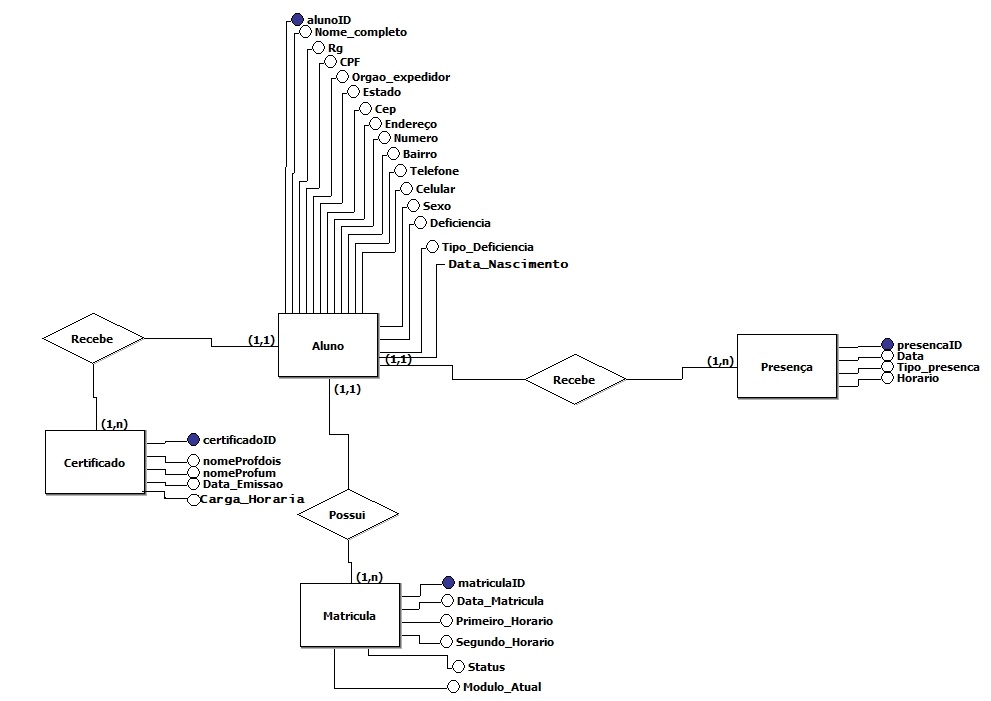 alunoID
Nome_completo
Rg
CPF
Orgao_expedidor
Estado
Cep
Endereço
Numero
Bairro
Telefone
Celular
Sexo
Deficiencia
Tipo_Deficiencia
Data_Nascimento
Recebe
(1,1)
Aluno
(1,1)
(1,1)
Recebe
(1,n)
Presença
presencaID
Data
Tipo_presenca
Horario
(1,n)
Certificado
certificadoID
nomeProfdois
nomeProfum
Data_Emissao
Carga_Horaria
Possui
(1,n)
Matricula
matriculaID
Data_Matricula
Primeiro_Horario
Segundo_Horario
Status
Modulo_Atual